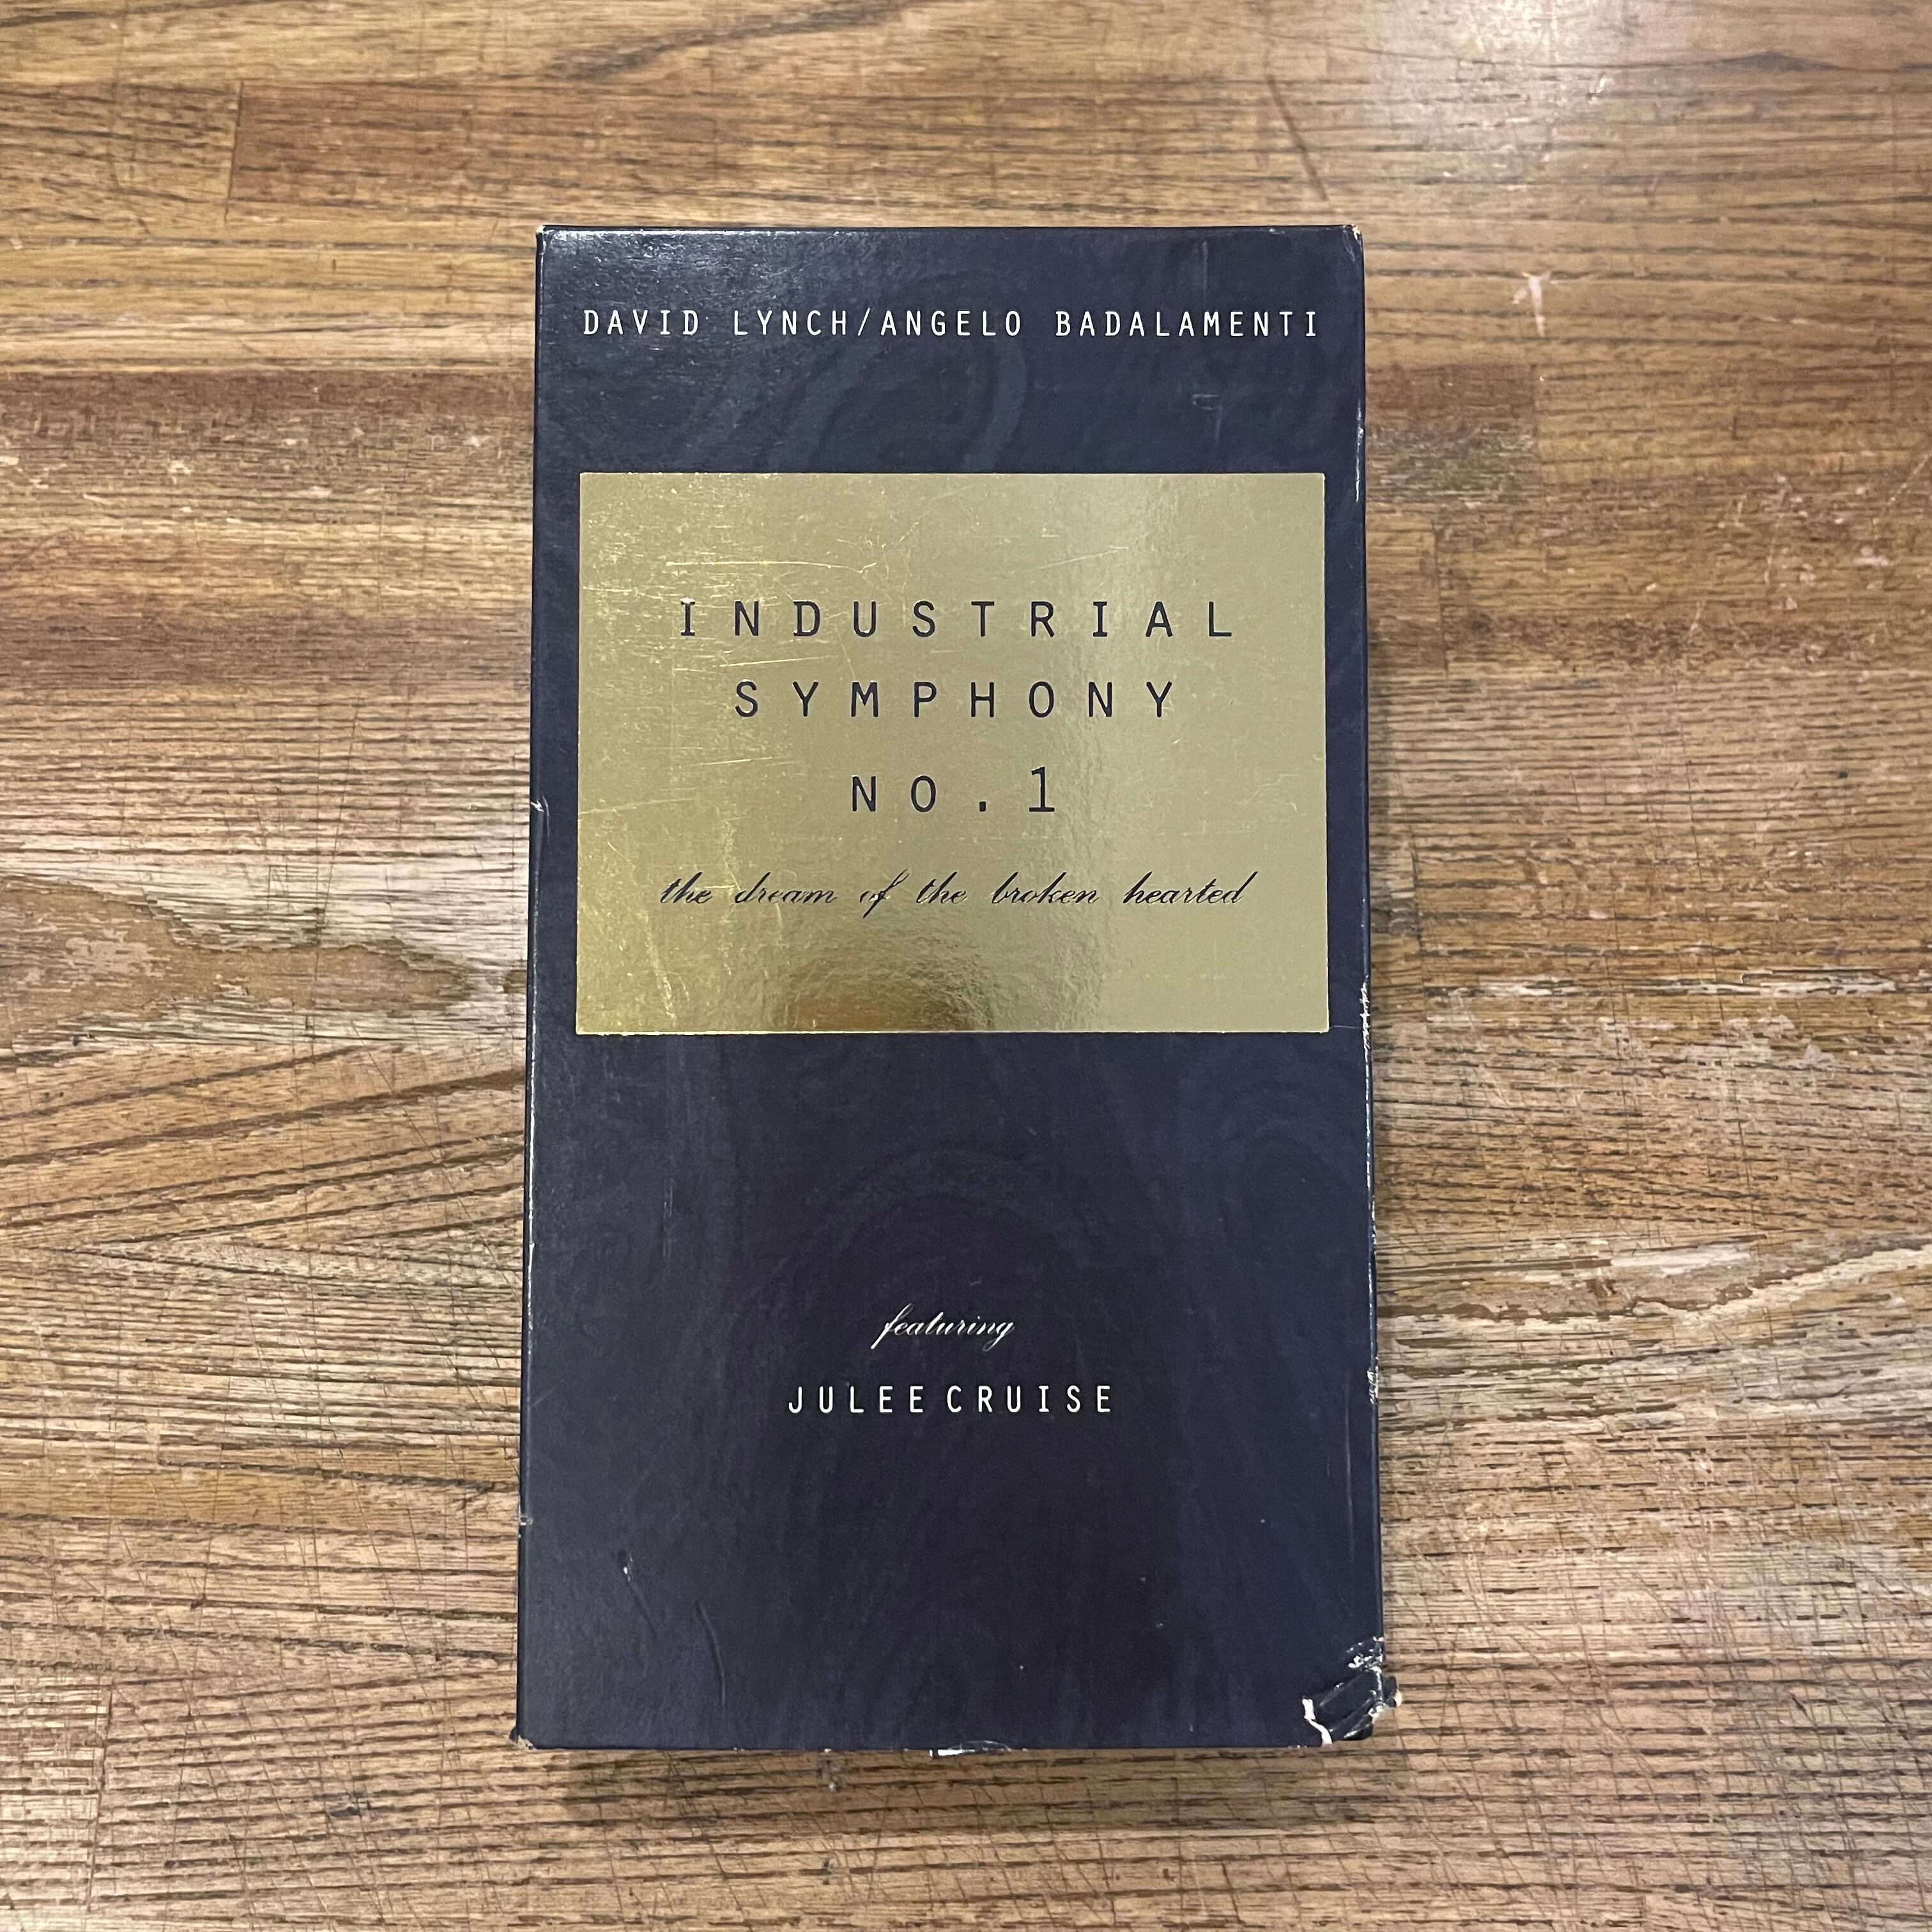 DAVID LYNCH/ANGELO BADALAMENTI
INDUSTRIAL
SYMPHONY
NO.1
the dream of the broken hearted
featuring
JULEE CRUISE